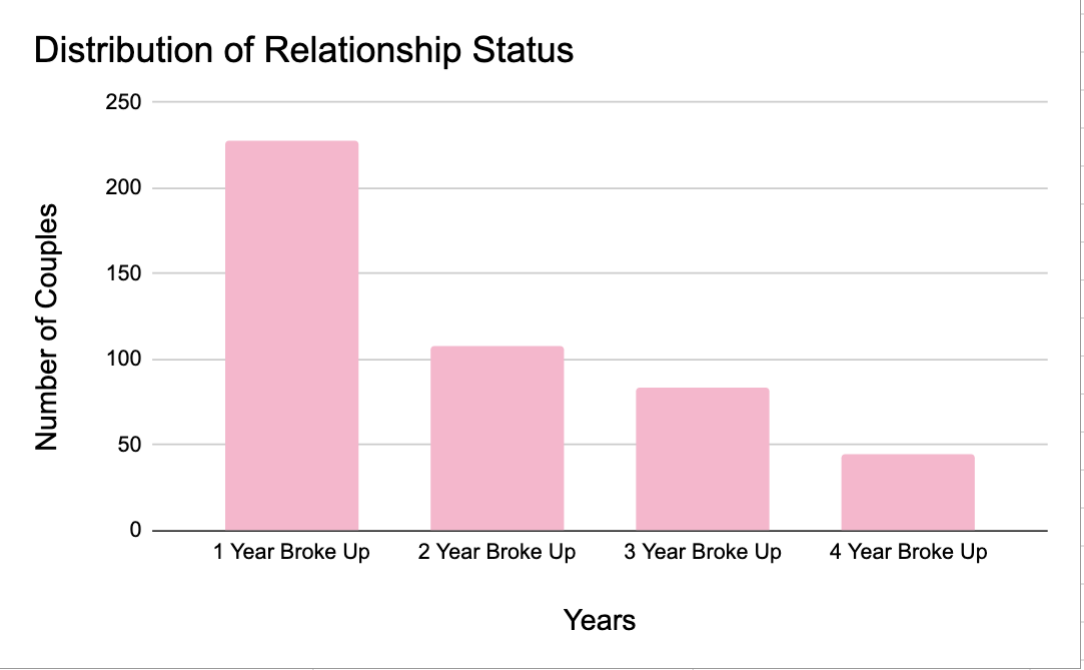 Distribution of Relationship Status
250
200
150
100
50
0
Number of Couples
1 Year Broke Up
2 Year Broke Up
3 Year Broke Up
4 Year Broke Up
Years